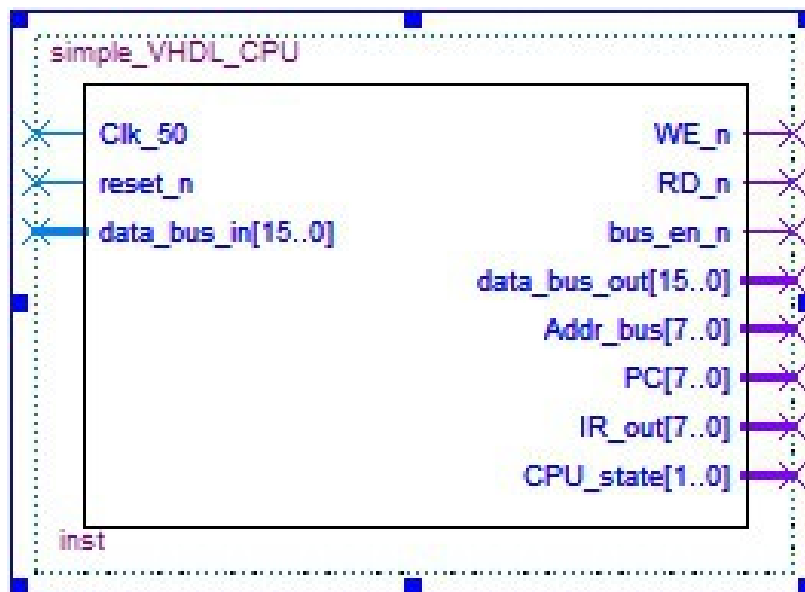 simple_VHDL_CPU
Clk_50
WE_n
reset_n
RD_n
data_bus_in[15..0]
bus_en_n
data_bus_out[15..0]
Addr_bus[7..0]
PC[7..0]
IR_out[7..0]
CPU_state[1..0]
inst